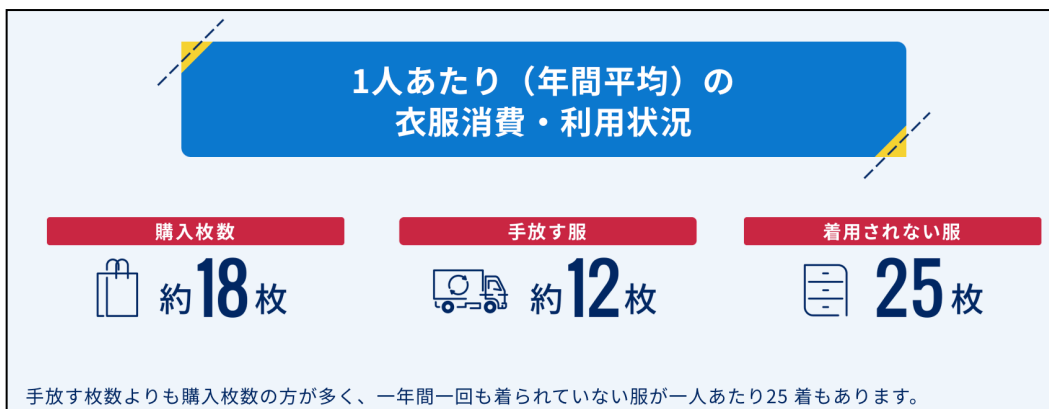 1人あたり（年間平均）の
衣服消費・利用状況
購入枚数
約18枚
手放す服
約12枚
着用されない服
25枚
手放す枚数よりも購入枚数の方が多く、一年間一回も着られていない服が一人あたり25 着もあります。